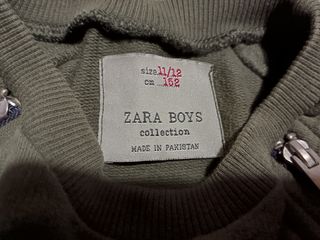 size 11/12
cm ...152
ZARA BOYS
collection
MADE IN PAKISTAN